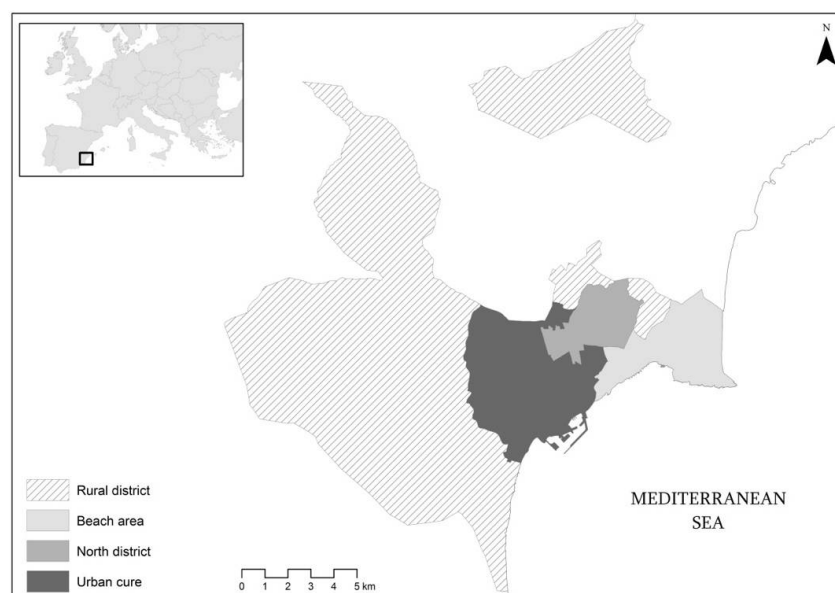 N
Rural district
Beach area
North district
Urban cure
0 1 2 3 4 5 km
MEDITERRANEAN
SEA